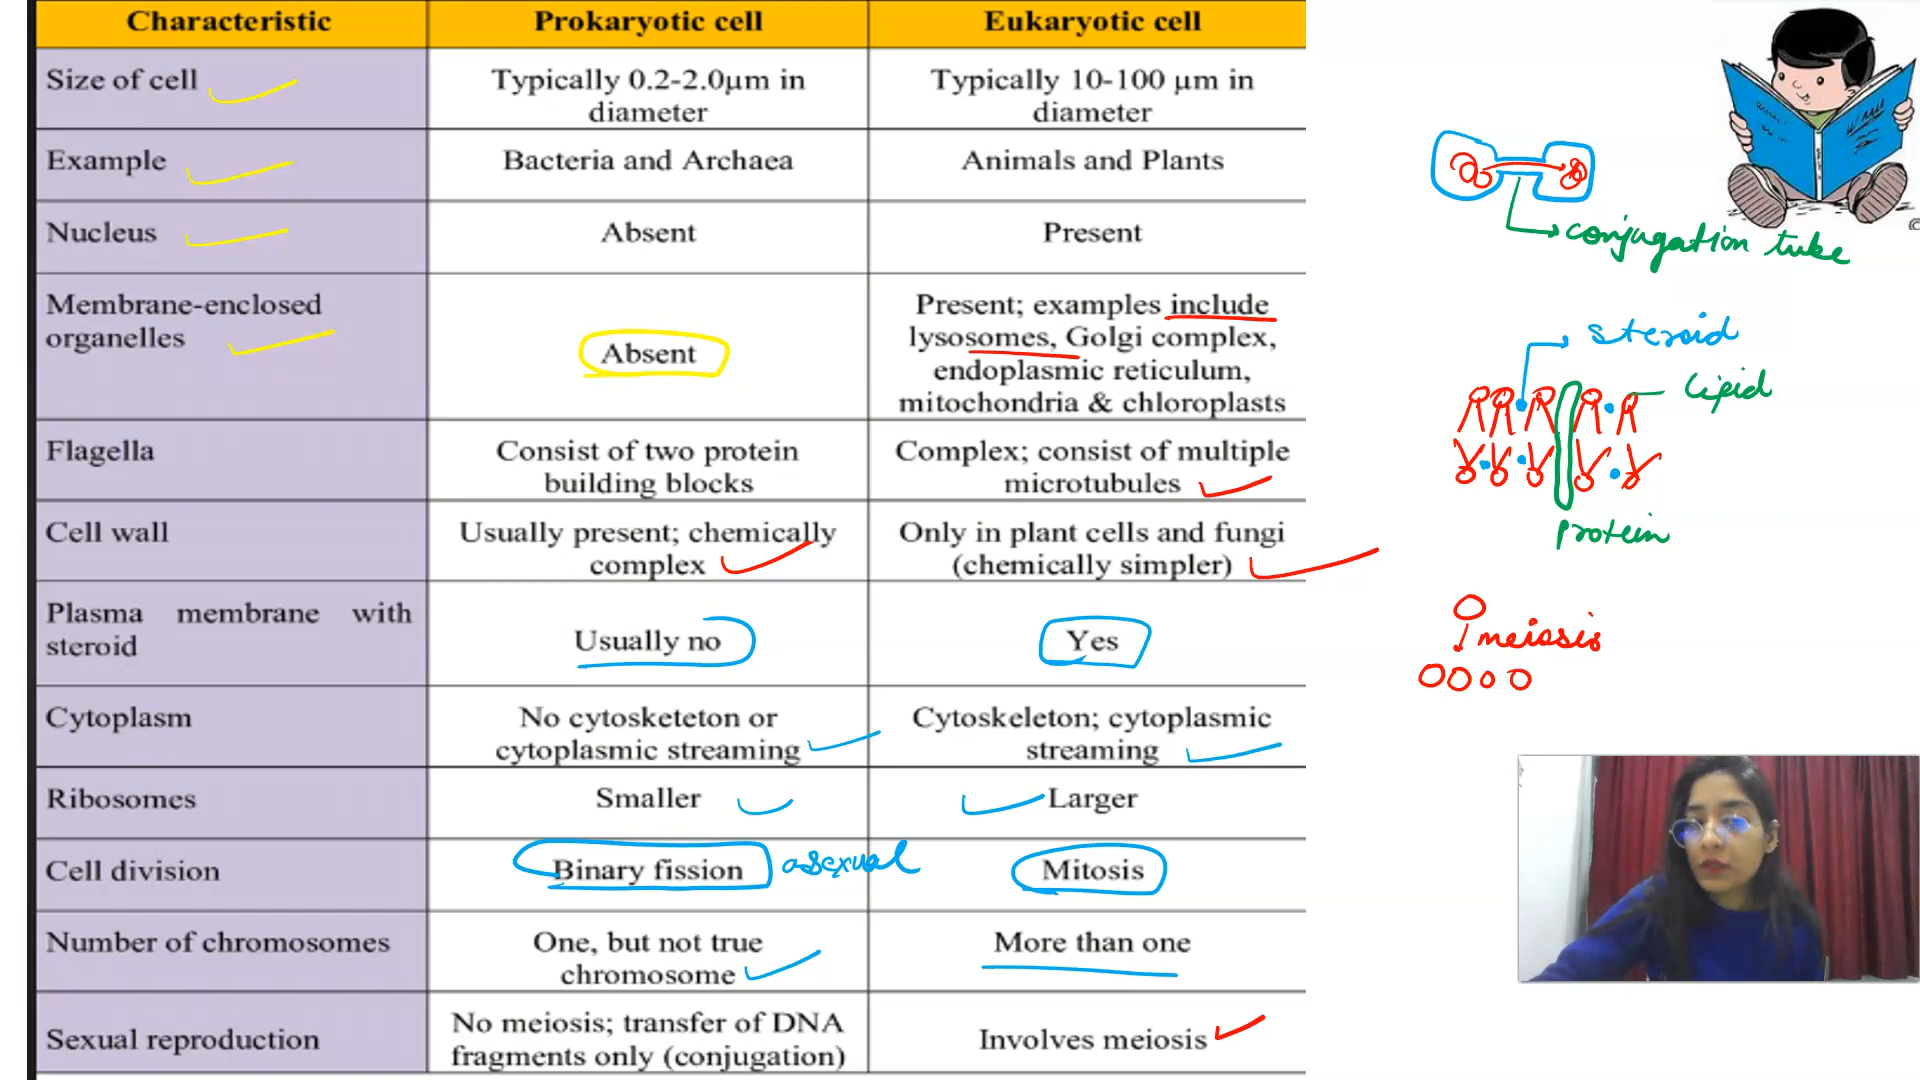 Characteristic Prokaryotic cell Eukaryotic cell
Size of cell Typically 0.2-2.0μm in diameter Typically 10-100 μm in diameter
Example Bacteria and Archaea Animals and Plants
Nucleus Absent Present
Membrane-enclosed organelles Absent Present; examples include lysosomes, Golgi complex, endoplasmic reticulum, mitochondria & chloroplasts
Flagella Consist of two protein building blocks Complex; consist of multiple microtubules
Cell wall Usually present; chemically complex Only in plant cells and fungi (chemically simpler)
Plasma membrane with steroid Usually no Yes
Cytoplasm No cytosketeton or cytoplasmic streaming Cytoskeleton; cytoplasmic streaming
Ribosomes Smaller Larger
Cell division Binary fission asexual Mitosis
Number of chromosomes One, but not true chromosome More than one
Sexual reproduction No meiosis; transfer of DNA fragments only (conjugation) Involves meiosis
conjugation tube
steroid
lipid
protein
meiosis
©